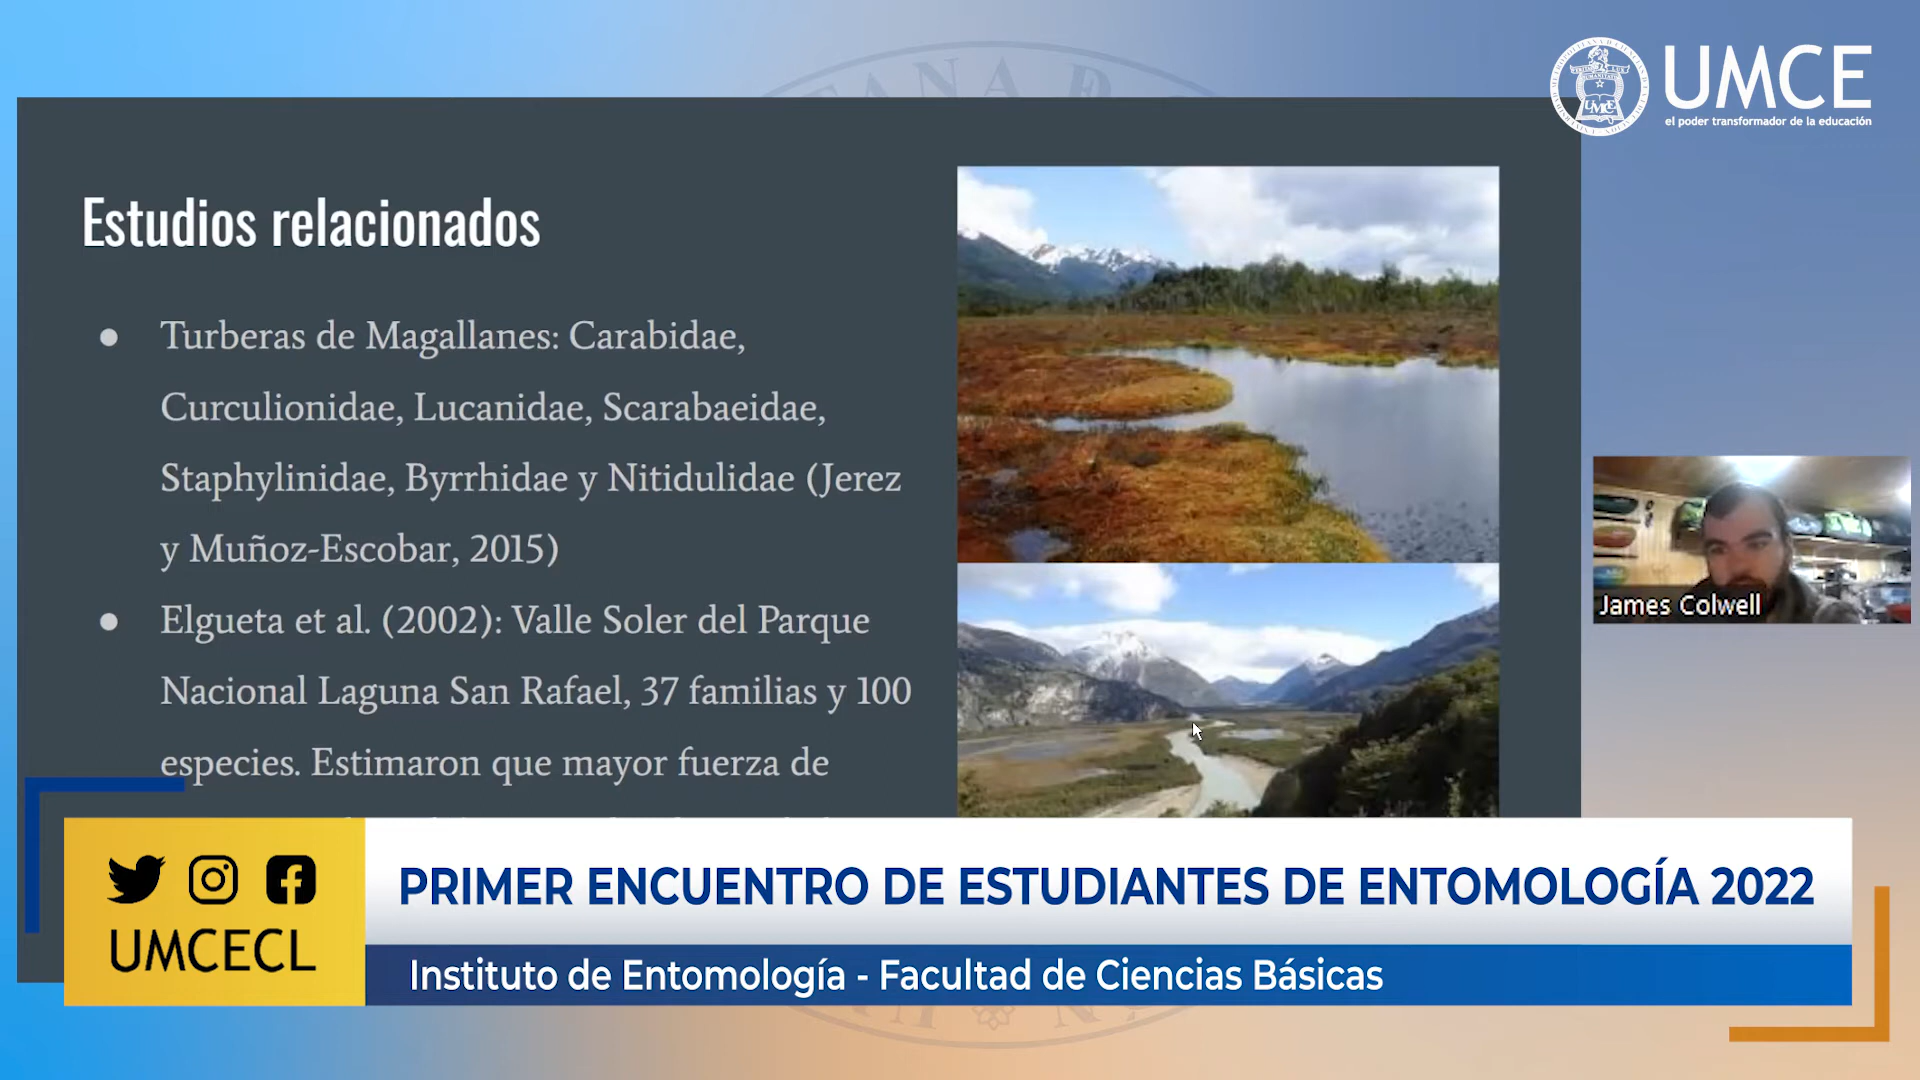 UMCE
el poder transformador de la educación
Estudios relacionados
● Turberas de Magallanes: Carabidae,
Curculionidae, Lucanidae, Scarabaeidae,
Staphylinidae, Byrrhidae y Nitidulidae (Jerez
y Muñoz-Escobar, 2015)
● Elgueta et al. (2002): Valle Soler del Parque
Nacional Laguna San Rafael, 37 familias y 100
especies. Estimaron que mayor fuerza de
James Colwell
PRIMER ENCUENTRO DE ESTUDIANTES DE ENTOMOLOGÍA 2022
UMCECL
Instituto de Entomología - Facultad de Ciencias Básicas